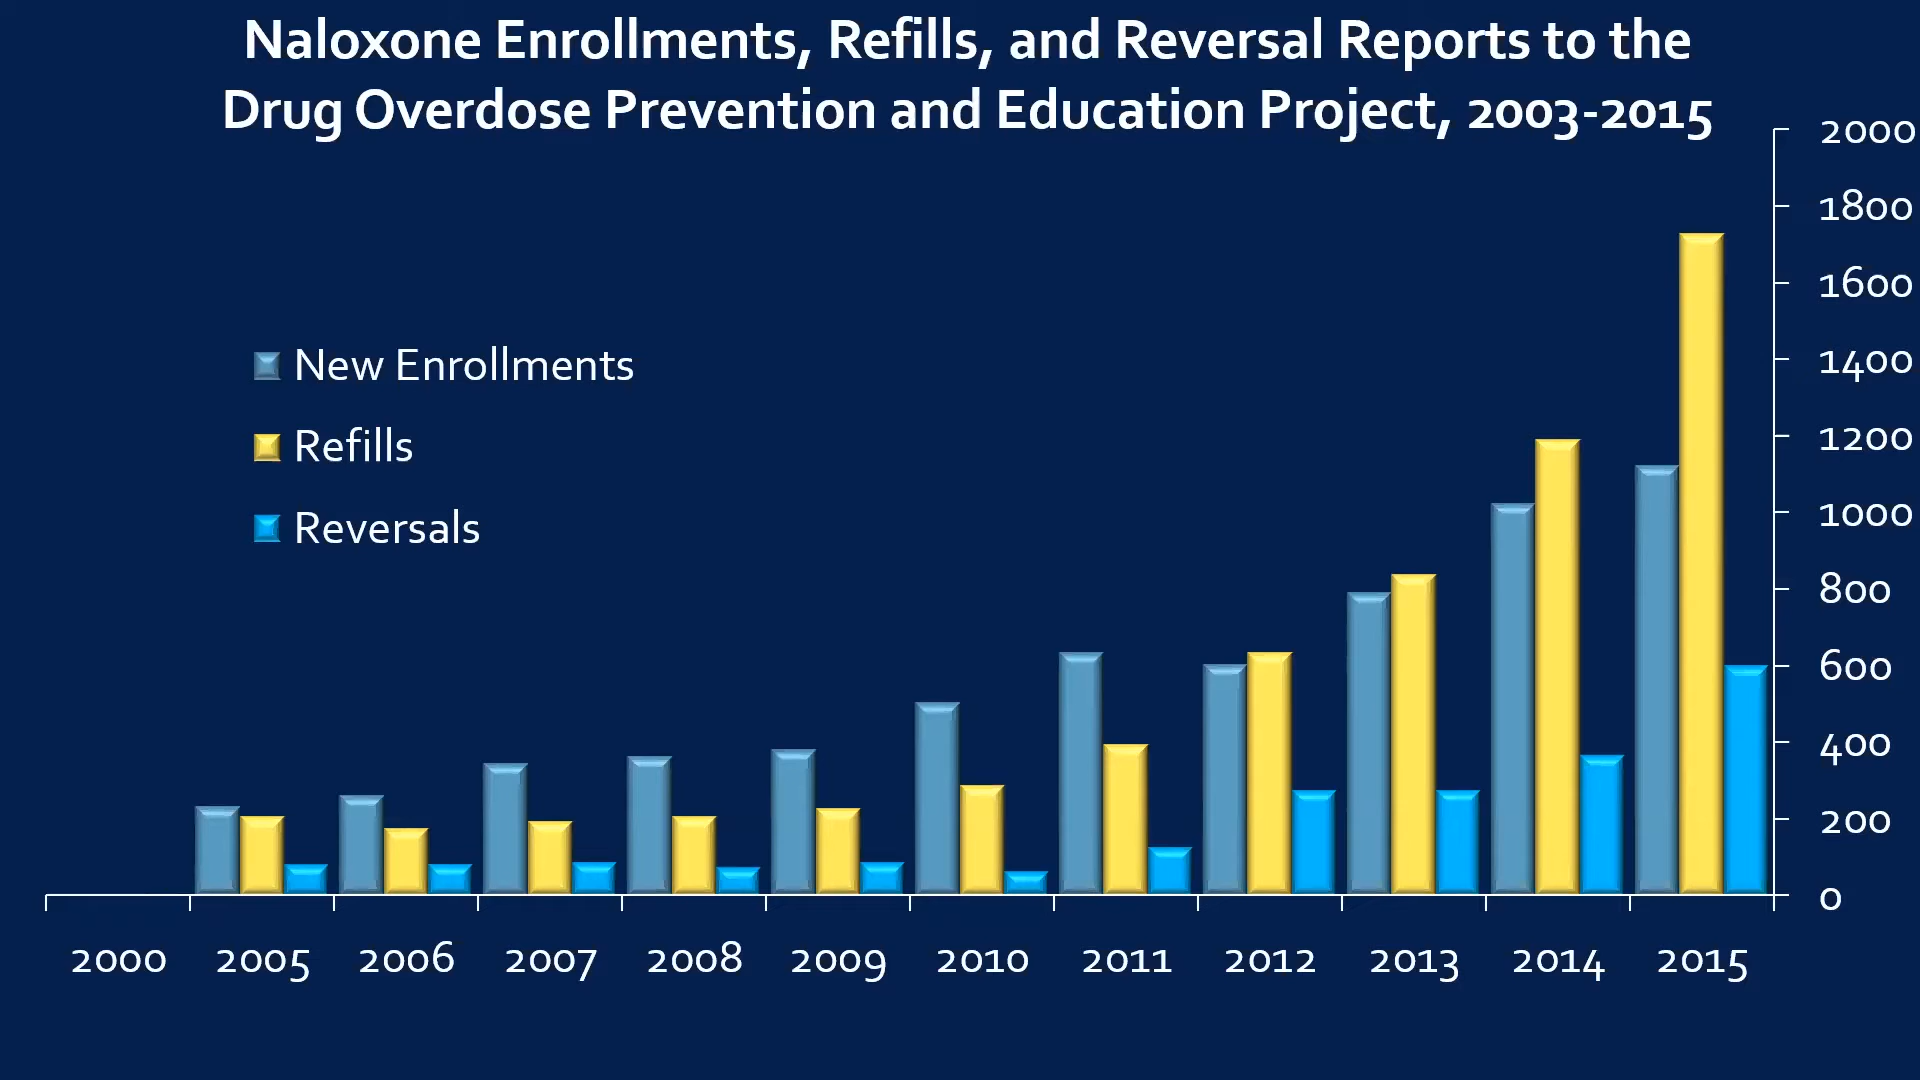 Naloxone Enrollments, Refills, and Reversal Reports to the
Drug Overdose Prevention and Education Project, 2003-2015
2000
1800
1600
1400
1200
1000
800
600
400
200
0
New Enrollments
Refills
Reversals
2000 2005 2006 2007 2008 2009 2010 2011 2012 2013 2014 2015